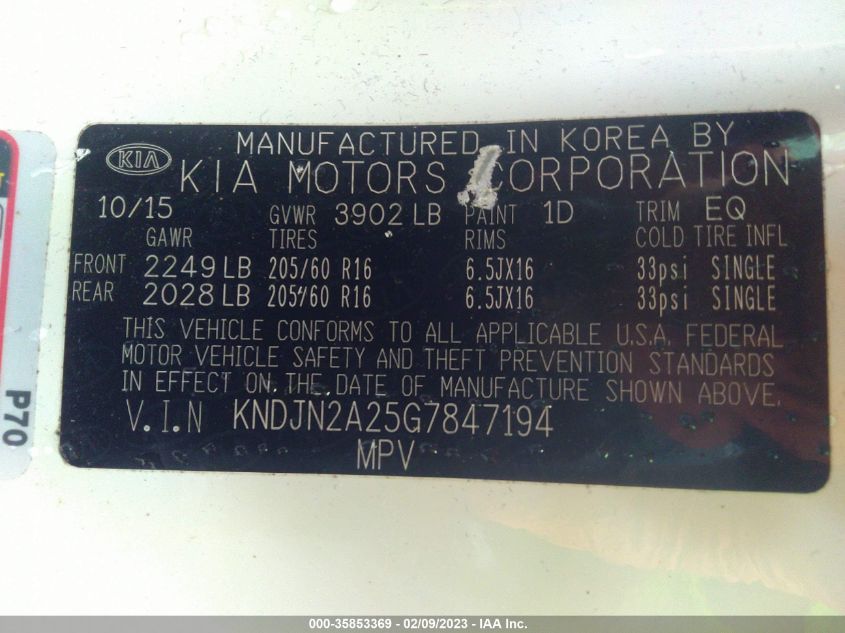 MANUFACTURED IN KOREA BY
KIA
KIA MOTORS CORPORATION
10/15 GVWR 3902 LB PAINT 1D TRIM EQ
GAWR TIRES RIMS COLD TIRE INFL
FRONT 2249 LB 205/60 R16 6.5JX16 33psi SINGLE
REAR 2028 LB 205/60 R16 6.5JX16 33psi SINGLE
THIS VEHICLE CONFORMS TO ALL APPLICABLE U.S.A. FEDERAL
MOTOR VEHICLE SAFETY AND THEFT PREVENTION STANDARDS
IN EFFECT ON THE DATE OF MANUFACTURE SHOWN ABOVE.
V.I.N KNDJN2A25G7847194
MPV
P70
000-35853369 - 02/09/2023 - IAA Inc.